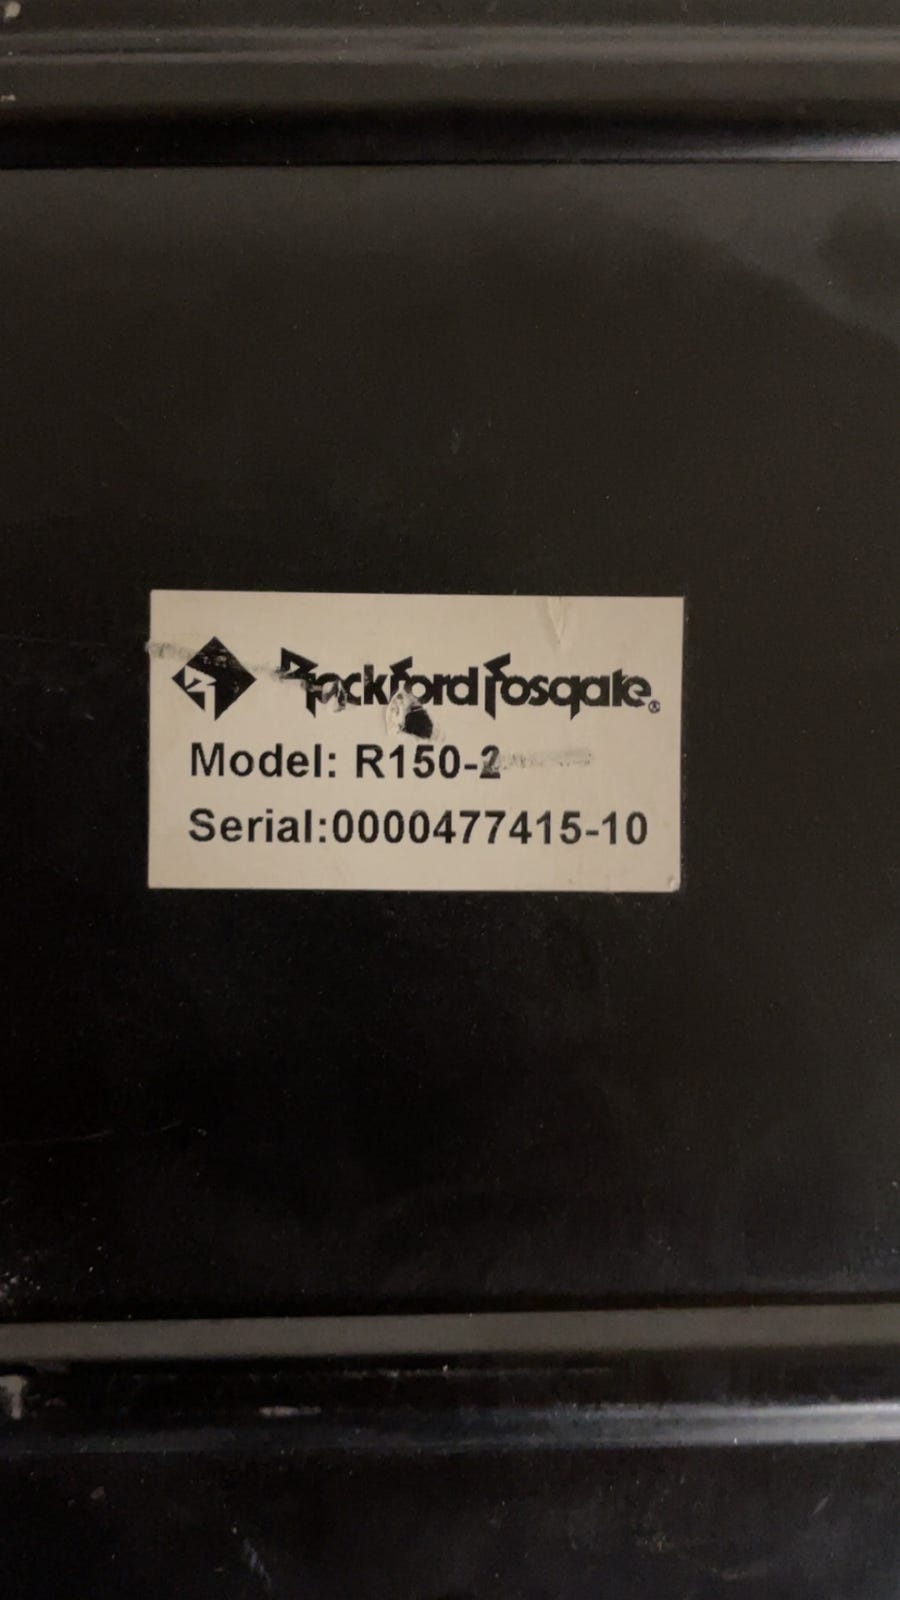 Rockford Fosgate®
Model: R150-2
Serial:0000477415-10